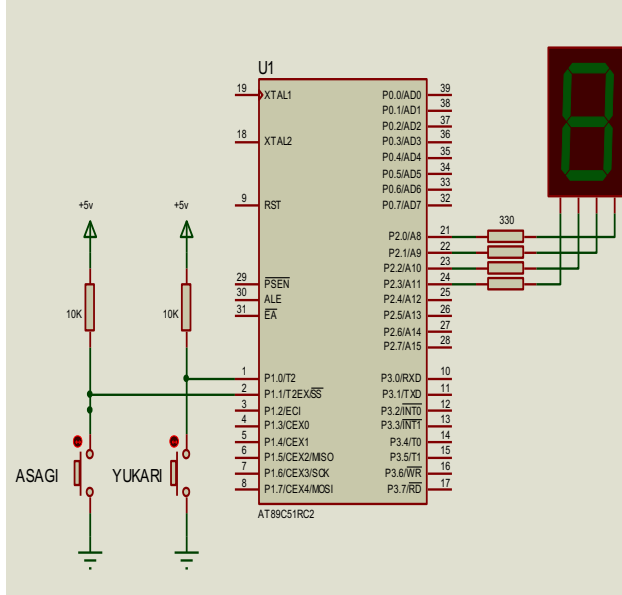 U1
19 XTAL1
18 XTAL2
9 RST
29 PSEN
30 ALE
31 EA
1 P1.0/T2
2 P1.1/T2EX/SS
3 P1.2/ECI
4 P1.3/CEX0
5 P1.4/CEX1
6 P1.5/CEX2/MISO
7 P1.6/CEX3/SCK
8 P1.7/CEX4/MOSI
P0.0/AD0 39
P0.1/AD1 38
P0.2/AD2 37
P0.3/AD3 36
P0.4/AD4 35
P0.5/AD5 34
P0.6/AD6 33
P0.7/AD7 32
P2.0/A8 21
P2.1/A9 22
P2.2/A10 23
P2.3/A11 24
P2.4/A12 25
P2.5/A13 26
P2.6/A14 27
P2.7/A15 28
P3.0/RXD 10
P3.1/TXD 11
P3.2/INT0 12
P3.3/INT1 13
P3.4/T0 14
P3.5/T1 15
P3.6/WR 16
P3.7/RD 17
AT89C51RC2
330
+5v
+5v
10K
10K
ASAGI
YUKARI